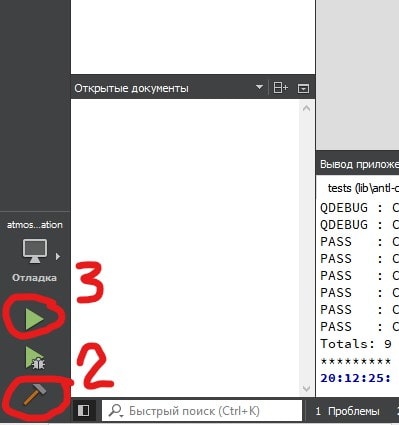 Открытые документы
Вывод приложе
tests (lib\antl-c
QDEBUG : C
QDEBUG : C
PASS : C
PASS : C
PASS : C
PASS : C
PASS : C
PASS : C
Totals: 9
*********
20:12:25:
atmos...ation
Отладка
3
2
Быстрый поиск (Ctrl+K)
1 Проблемы 2